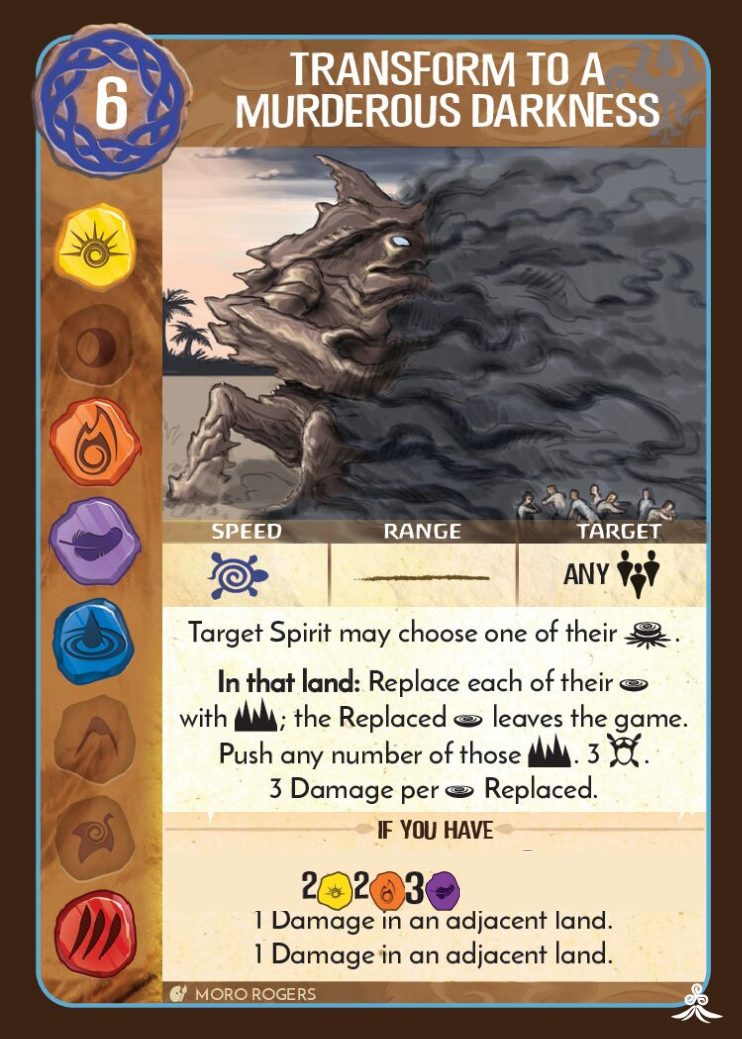 6
TRANSFORM TO A
MURDEROUS DARKNESS
SPEED RANGE TARGET
ANY
Target Spirit may choose one of their .
In that land: Replace each of their
with ; the Replaced leaves the game.
Push any number of those . 3 .
3 Damage per Replaced.
IF YOU HAVE
2 2 3
1 Damage in an adjacent land.
1 Damage in an adjacent land.
MORO ROGERS